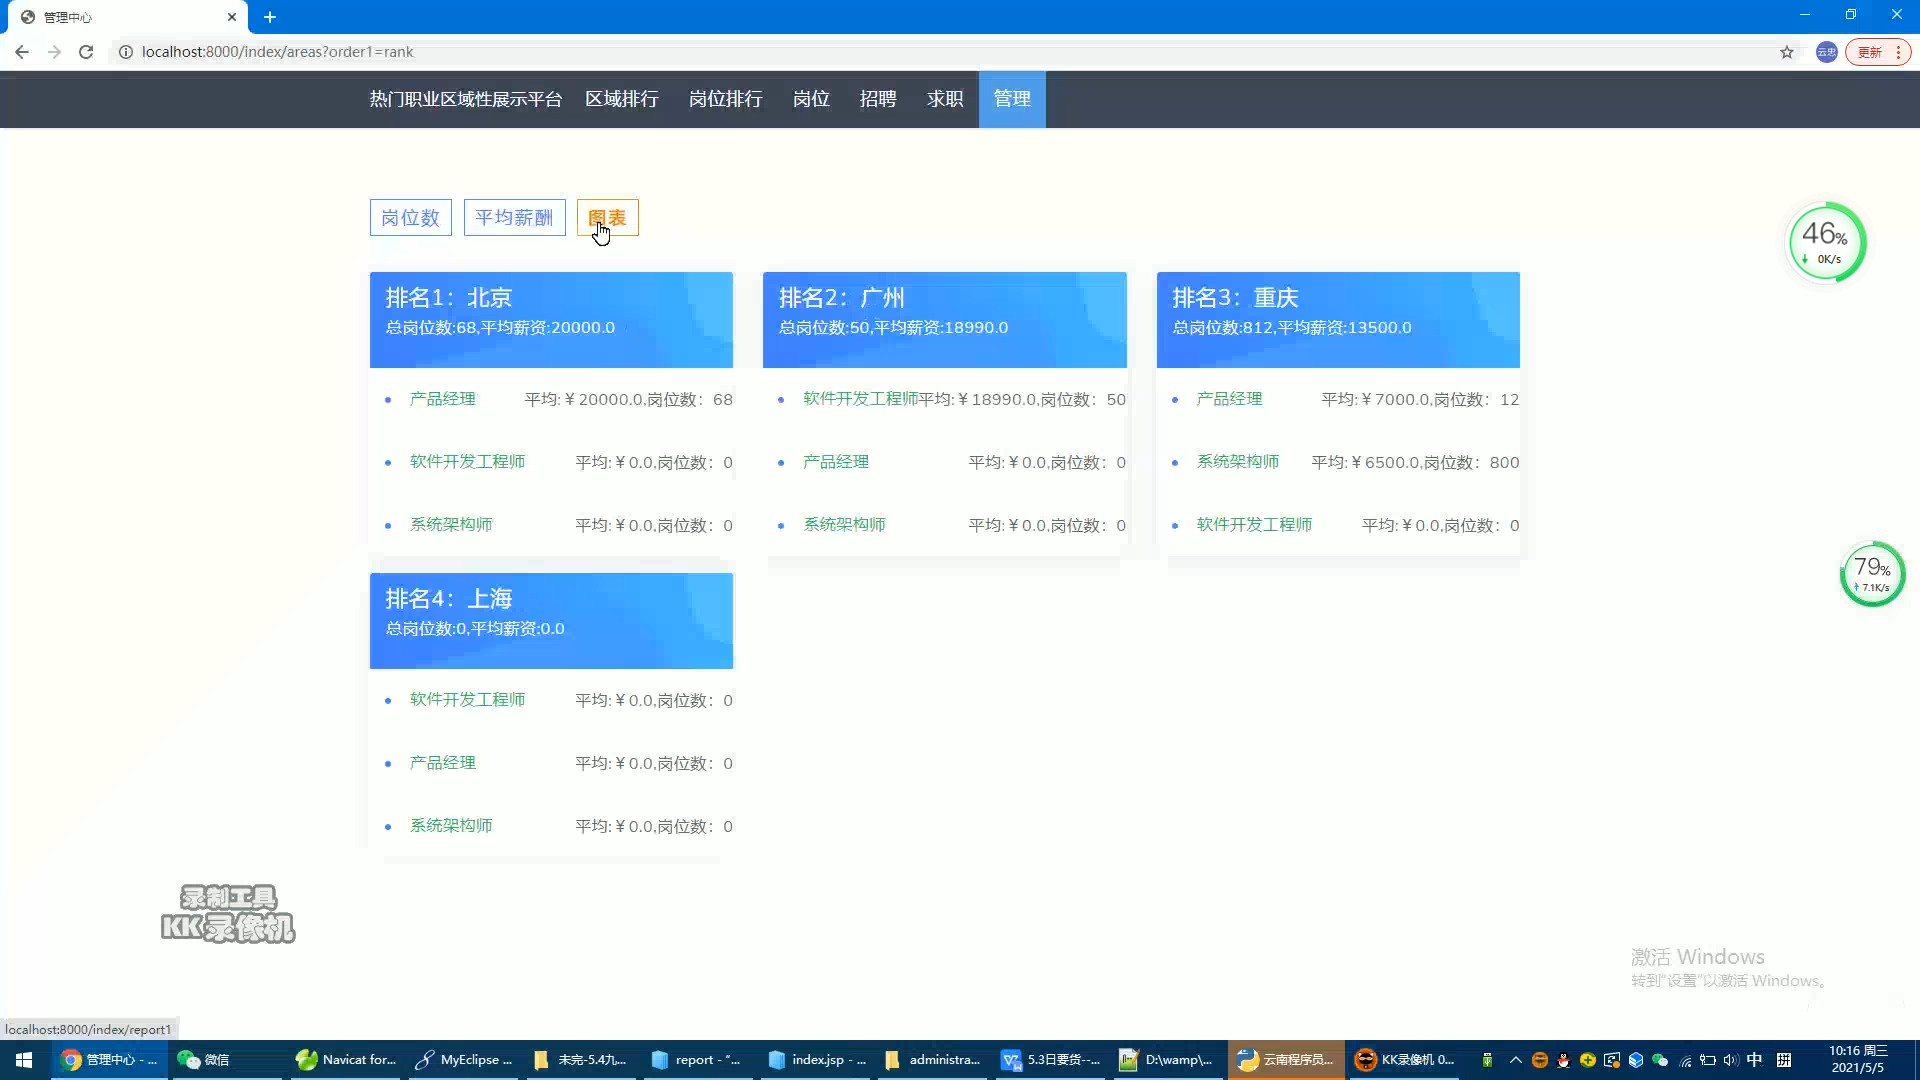 管理中心
localhost:8000/index/areas?order1=rank
更新
热门职业区域性展示平台 区域排行 岗位排行 岗位 招聘 求职 管理
岗位数 平均薪酬 图表
排名1：北京
总岗位数:68,平均薪资:20000.0
产品经理 平均:￥20000.0,岗位数：68
软件开发工程师 平均:￥0.0,岗位数：0
系统架构师 平均:￥0.0,岗位数：0
排名2：广州
总岗位数:50,平均薪资:18990.0
软件开发工程师平均:￥18990.0,岗位数：50
产品经理 平均:￥0.0,岗位数：0
系统架构师 平均:￥0.0,岗位数：0
排名3：重庆
总岗位数:812,平均薪资:13500.0
产品经理 平均:￥7000.0,岗位数：12
系统架构师 平均:￥6500.0,岗位数：800
软件开发工程师 平均:￥0.0,岗位数：0
排名4：上海
总岗位数:0,平均薪资:0.0
软件开发工程师 平均:￥0.0,岗位数：0
产品经理 平均:￥0.0,岗位数：0
系统架构师 平均:￥0.0,岗位数：0
46%
0K/s
79%
7.1K/s
录制工具
KK录像机
激活 Windows
转到"设置"以激活 Windows。
localhost:8000/index/report1
管理中心 - ... 微信 Navicat for... MyEclipse ... 未完-5.4九... report - "... index.jsp - ... administra... 5.3日要货--... D:\wamp\... 云南程序员... KK录像机 0... 中
10:16 周三
2021/5/5